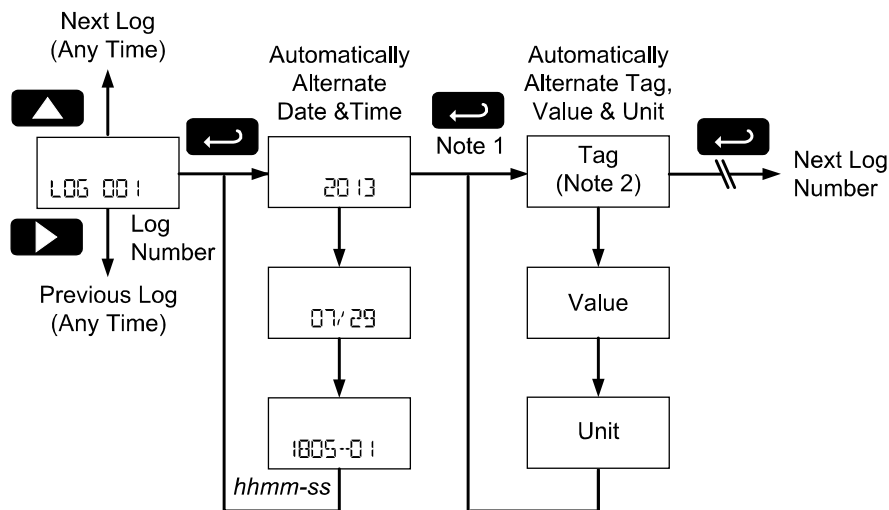 Next Log
(Any Time)
LOG 001
Log
Number
Previous Log
(Any Time)
Automatically
Alternate
Date &Time
2013
07/29
1805--01
hhmm-ss
Note 1
Automatically
Alternate Tag,
Value & Unit
Tag
(Note 2)
Value
Unit
Next Log
Number